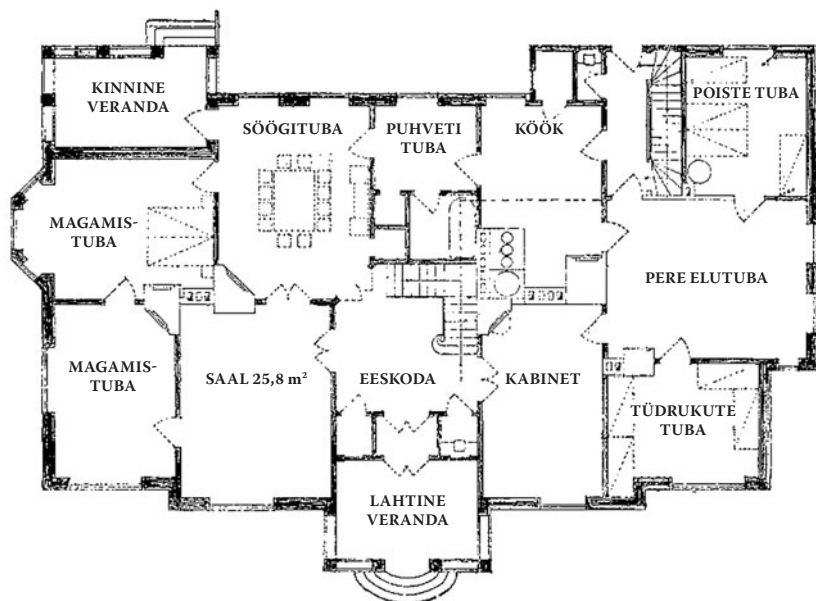 KINNINE
VERANDA
SÖÖGITUBA
PUHVETI
TUBA
KÖÖK
POISTE TUBA
MAGAMIS-
TUBA
PERE ELUTUBA
MAGAMIS-
TUBA
SAAL 25,8 m²
EESKODA
KABINET
TÜDRUKUTE
TUBA
LAHTINE
VERANDA